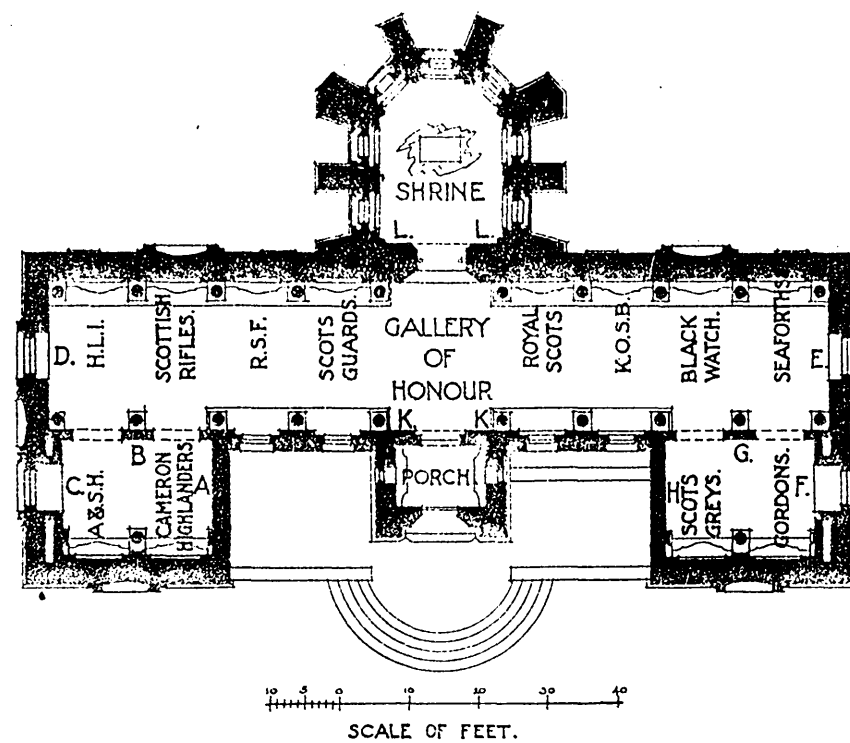 SHRINE
L. L.
D. H.L.I. SCOTTISH RIFLES. R.S.F. SCOTS GUARDS.
GALLERY
OF
HONOUR
ROYAL SCOTS K.O.S.B. BLACK WATCH. SEAFORTHS E.
K. K.
B G.
C. A&S.H. CAMERON HIGHLANDERS A.
PORCH
H. SCOTS GREYS. GORDONS. F.
10 5 0 10 20 30 40
SCALE OF FEET.